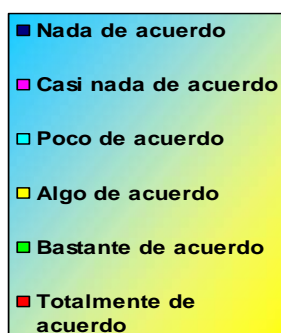 Nada de acuerdo
Casi nada de acuerdo
Poco de acuerdo
Algo de acuerdo
Bastante de acuerdo
Totalmente de
acuerdo